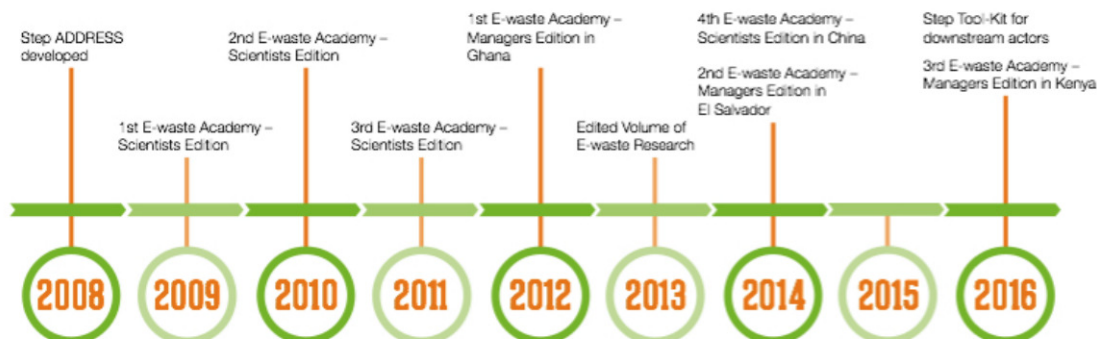 Step ADDRESS
developed
1st E-waste Academy –
Scientists Edition
2nd E-waste Academy –
Scientists Edition
3rd E-waste Academy –
Scientists Edition
1st E-waste Academy –
Managers Edition in
Ghana
Edited Volume of
E-waste Research
4th E-waste Academy –
Scientists Edition in China
2nd E-waste Academy –
Managers Edition in
El Salvador
Step Tool-Kit for
downstream actors
3rd E-waste Academy –
Managers Edition in Kenya
2008
2009
2010
2011
2012
2013
2014
2015
2016